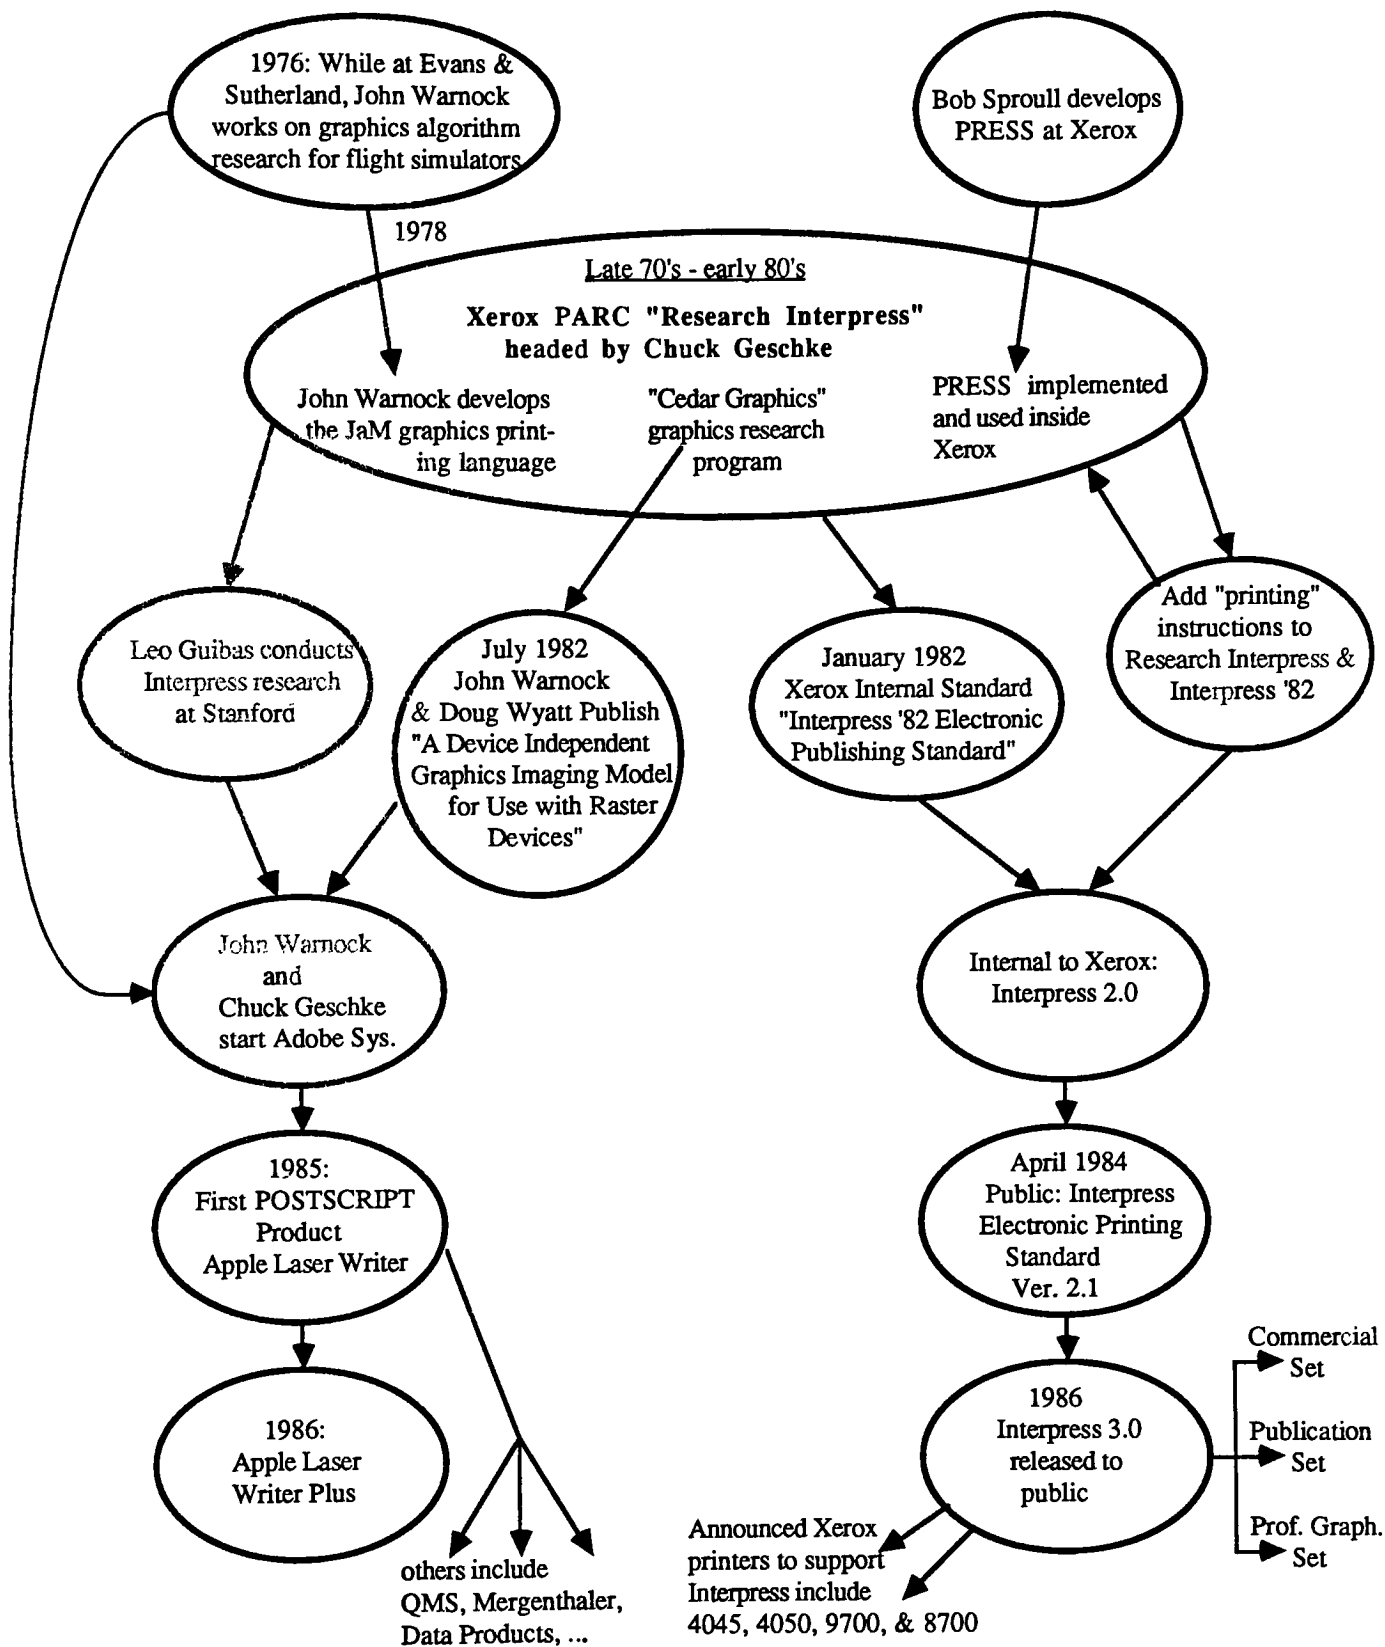 1976: While at Evans &
Sutherland, John Warnock
works on graphics algorithm
research for flight simulators
Bob Sproull develops
PRESS at Xerox
1978
Late 70's - early 80's
Xerox PARC "Research Interpress"
headed by Chuck Geschke
John Warnock develops
the JaM graphics print-
ing language
"Cedar Graphics"
graphics research
program
PRESS implemented
and used inside
Xerox
Leo Guibas conducts
Interpress research
at Stanford
July 1982
John Warnock
& Doug Wyatt Publish
"A Device Independent
Graphics Imaging Model
for Use with Raster
Devices"
January 1982
Xerox Internal Standard
"Interpress '82 Electronic
Publishing Standard"
Add "printing"
instructions to
Research Interpress &
Interpress '82
John Warnock
and
Chuck Geschke
start Adobe Sys.
Internal to Xerox:
Interpress 2.0
1985:
First POSTSCRIPT
Product
Apple Laser Writer
April 1984
Public: Interpress
Electronic Printing
Standard
Ver. 2.1
1986:
Apple Laser
Writer Plus
1986
Interpress 3.0
released to
public
Commercial
Set
Publication
Set
Prof. Graph.
Set
others include
QMS, Mergenthaler,
Data Products, ...
Announced Xerox
printers to support
Interpress include
4045, 4050, 9700, & 8700